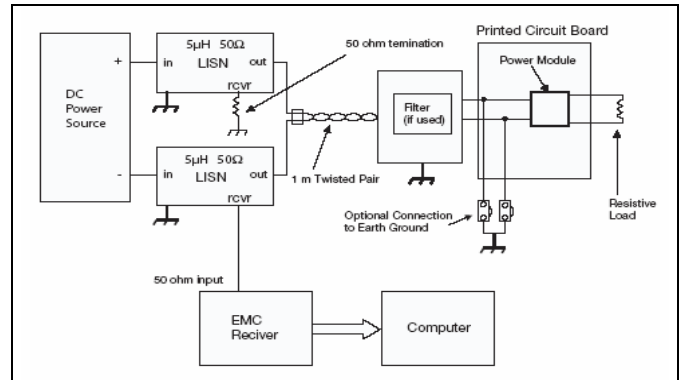 Printed Circuit Board
50 ohm temination
Power Module
DC
Power
Source
+
-
5µH 50Ω
in LISN out
rcvr
5µH 50Ω
in LISN out
rcvr
Filter
(if used)
1 m Twisted Pair
Optional Connection
to Earth Ground
Resistive
Load
50 ohm input
EMC
Reciver
Computer